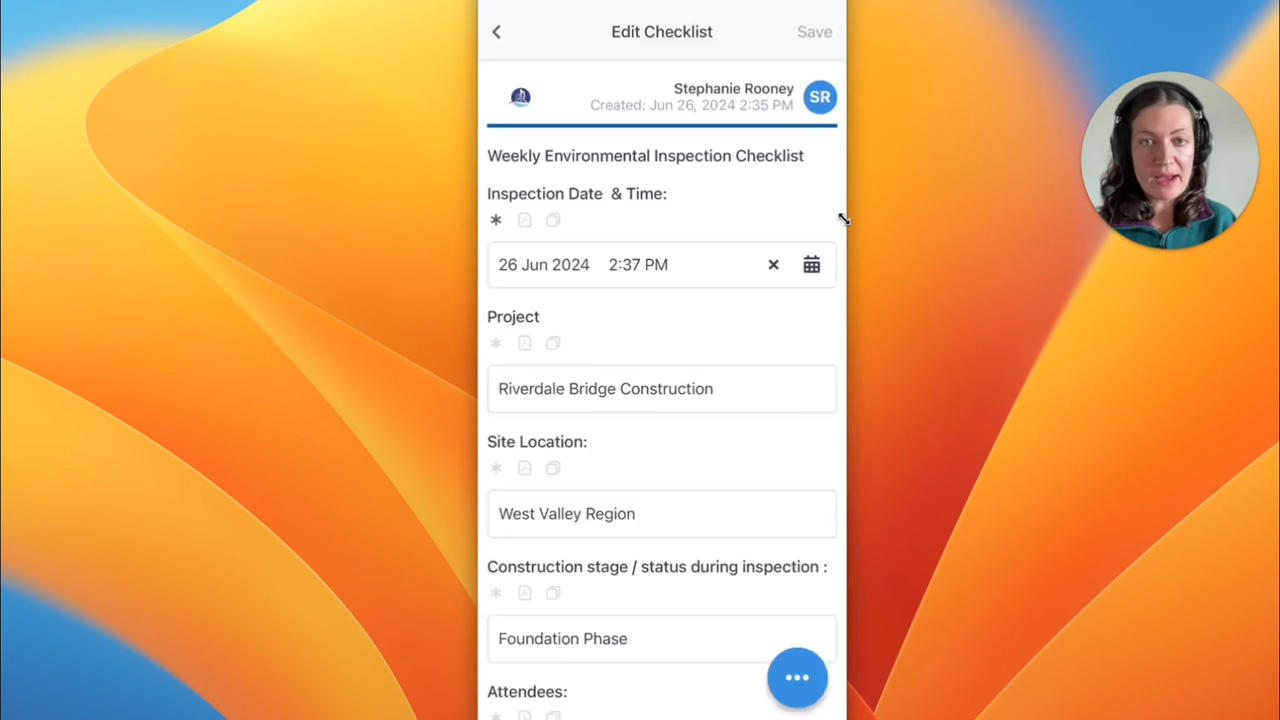 Edit Checklist
Save
Stephanie Rooney
Created: Jun 26, 2024 2:35 PM
SR
Weekly Environmental Inspection Checklist
Inspection Date & Time:
26 Jun 2024 2:37 PM
Project
Riverdale Bridge Construction
Site Location:
West Valley Region
Construction stage / status during inspection :
Foundation Phase
Attendees: